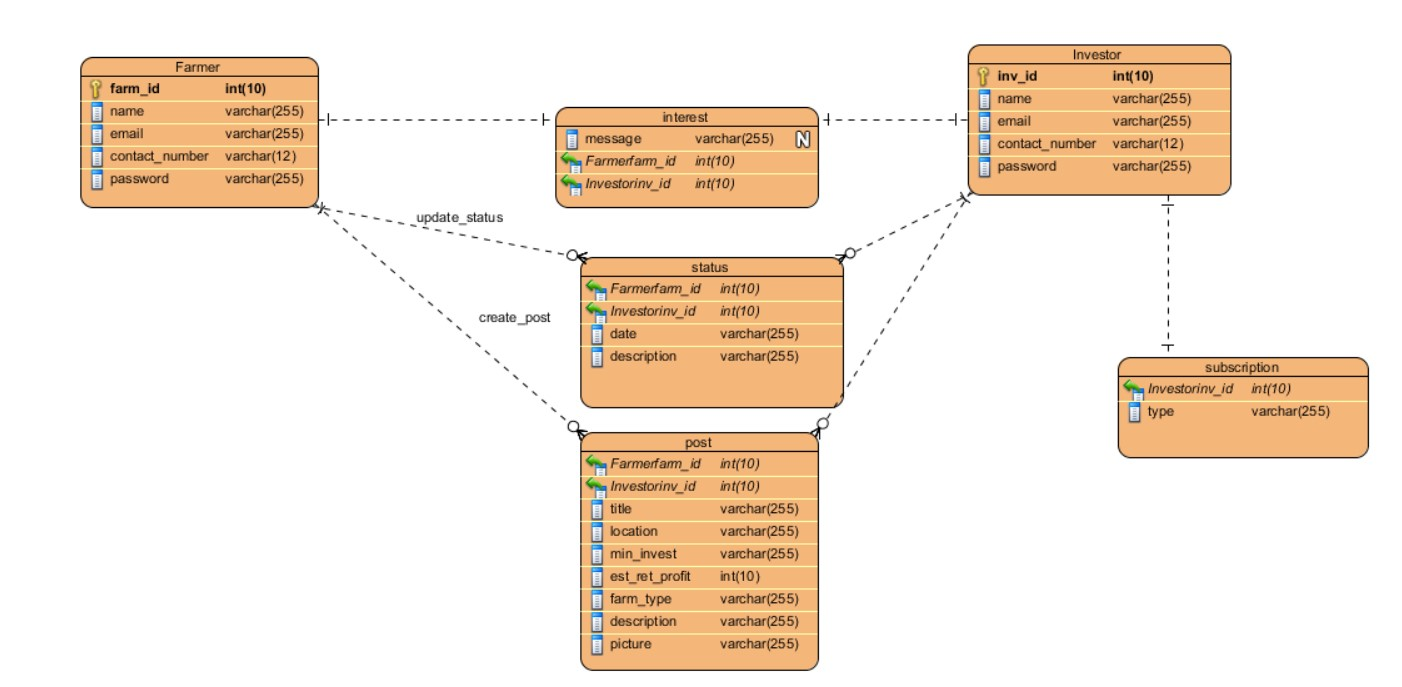 Farmer
farm_id int(10)
name varchar(255)
email varchar(255)
contact_number varchar(12)
password varchar(255)
interest
message varchar(255) N
Farmerfarm_id int(10)
Investorinv_id int(10)
Investor
inv_id int(10)
name varchar(255)
email varchar(255)
contact_number varchar(12)
password varchar(255)
update_status
create_post
status
Farmerfarm_id int(10)
Investorinv_id int(10)
date varchar(255)
description varchar(255)
subscription
Investorinv_id int(10)
type varchar(255)
post
Farmerfarm_id int(10)
Investorinv_id int(10)
title varchar(255)
location varchar(255)
min_invest varchar(255)
est_ret_profit int(10)
farm_type varchar(255)
description varchar(255)
picture varchar(255)